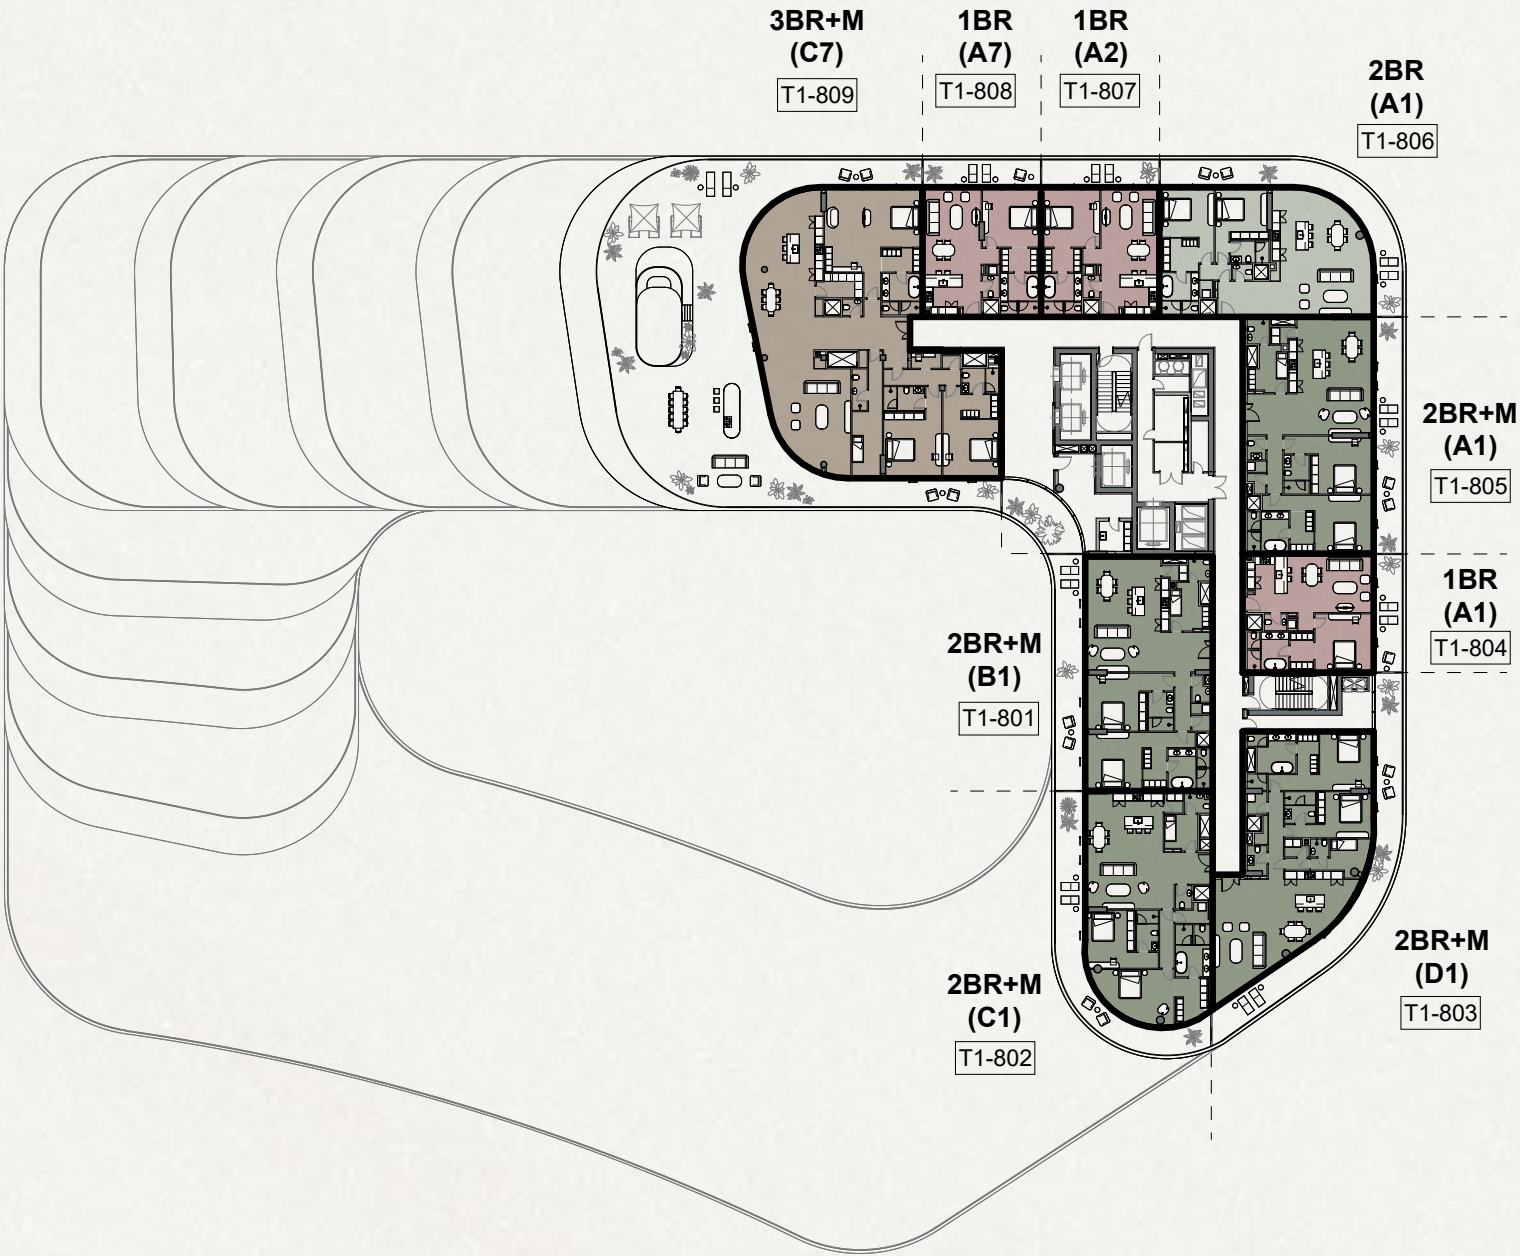 3BR+M
(C7)
T1-809
1BR
(A7)
T1-808
1BR
(A2)
T1-807
2BR
(A1)
T1-806
2BR+M
(A1)
T1-805
1BR
(A1)
T1-804
2BR+M
(B1)
T1-801
2BR+M
(D1)
T1-803
2BR+M
(C1)
T1-802